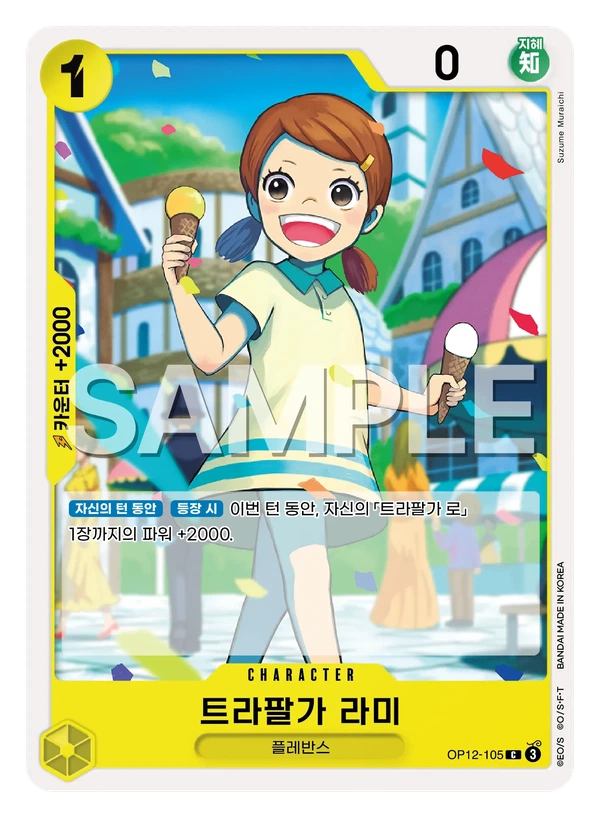 1
0
지혜
知
Suzume Muraichi
카운터 +2000
SAMPLE
자신의 턴 동안 등장 시 이번 턴 동안, 자신의 「트라팔가 로」
1장까지의 파워 +2000.
CHARACTER
트라팔가 라미
플레반스
OP12-105 C 3
©EO/S ©O/S·F·T BANDAI MADE IN KOREA